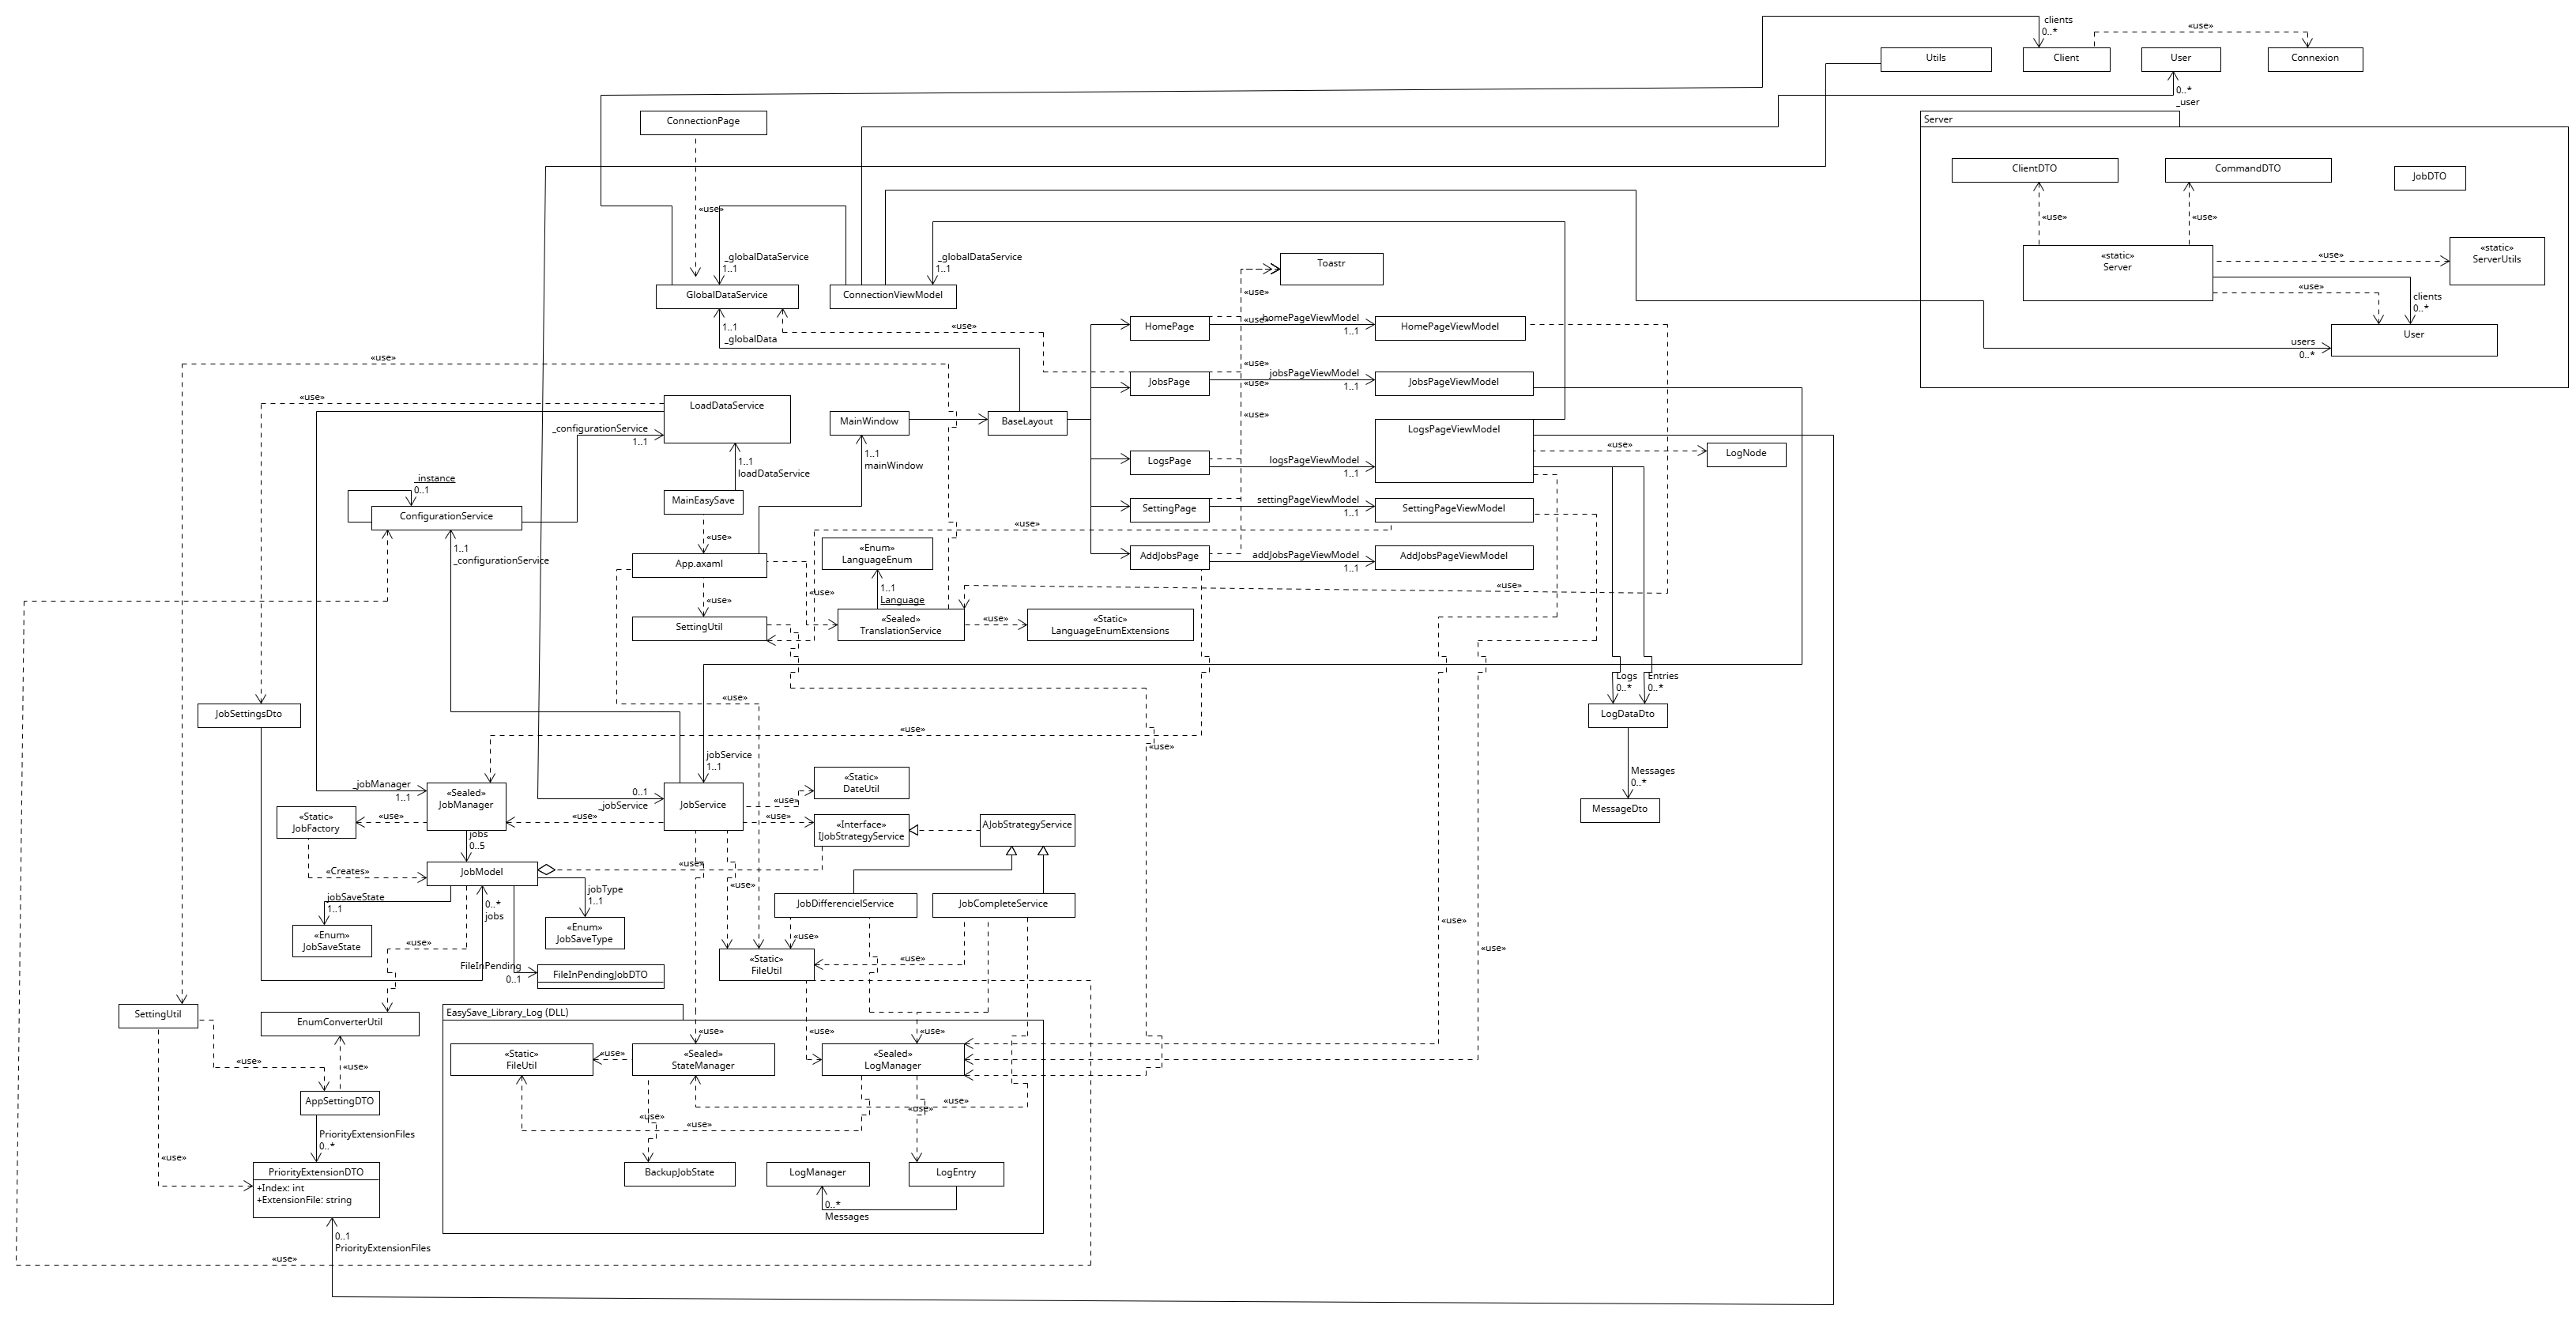 clients
0..*
«use»
Utils
Client
User
Connexion
0..*
_user
ConnectionPage
Server
ClientDTO
CommandDTO
JobDTO
«use»
«use»
«use»
«static»
Server
«use»
«static»
ServerUtils
«use»
clients
0..*
User
users
0..*
_globalDataService
1..1
_globalDataService
1..1
GlobalDataService
ConnectionViewModel
Toastr
«use»
1..1
_globalData
«use»
HomePage
«use»
homePageViewModel
1..1
HomePageViewModel
«use»
«use»
JobsPage
«use»
jobsPageViewModel
1..1
JobsPageViewModel
«use»
«use»
LoadDataService
MainWindow
BaseLayout
_configurationService
1..1
LogsPageViewModel
«use»
LogNode
1..1
mainWindow
1..1
loadDataService
LogsPage
logsPageViewModel
1..1
_instance
0..1
MainEasySave
SettingPage
settingPageViewModel
1..1
SettingPageViewModel
ConfigurationService
«use»
«use»
1..1
_configurationService
«Enum»
LanguageEnum
AddJobsPage
addJobsPageViewModel
1..1
AddJobsPageViewModel
App.axaml
«use»
«use»
1..1
Language
«use»
SettingUtil
«Sealed»
TranslationService
«use»
«Static»
LanguageEnumExtensions
Logs
0..*
Entries
0..*
JobSettingsDto
«use»
LogDataDto
«use»
«use»
jobService
1..1
Messages
0..*
MessageDto
_jobManager
1..1
«Sealed»
JobManager
0..1
_jobService
JobService
«use»
«Static»
DateUtil
«Static»
JobFactory
«use»
«use»
«use»
«Interface»
IJobStrategyService
AJobStrategyService
jobs
0..5
«Creates»
JobModel
«use»
«use»
jobSaveState
1..1
0..*
jobs
jobType
1..1
JobDifferencielService
JobCompleteService
«Enum»
JobSaveState
«use»
«Enum»
JobSaveType
«use»
«use»
«use»
«use»
FileInPending
0..1
FileInPendingJobDTO
«Static»
FileUtil
SettingUtil
EnumConverterUtil
EasySave_Library_Log (DLL)
«use»
«use»
«use»
«use»
«use»
«Static»
FileUtil
«use»
«Sealed»
StateManager
«Sealed»
LogManager
AppSettingDTO
«use»
«use»
«use»
«use»
PriorityExtensionFiles
0..*
«use»
PriorityExtensionDTO
+Index: int
+ExtensionFile: string
BackupJobState
LogManager
LogEntry
0..*
Messages
0..1
PriorityExtensionFiles
«use»